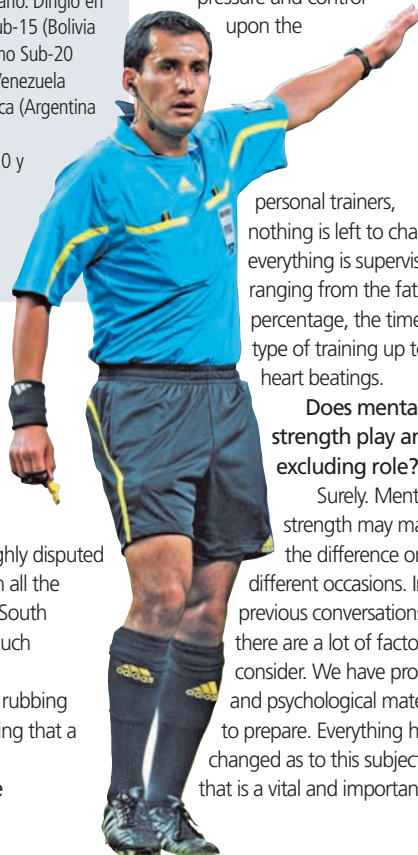 ano. Dirigió en
ub-15 (Bolivia
no Sub-20
Venezuela
ca (Argentina
0 y
pressure and control
upon the
personal trainers,
nothing is left to cha
everything is supervis
ranging from the fat
percentage, the time
type of training up to
heart beatings.
Does menta
strength play an
excluding role?
Surely. Ment
strength may ma
the difference on
different occasions. In
previous conversations
there are a lot of facto
consider. We have pro
and psychological mate
to prepare. Everything h
changed as to this subject
that is a vital and importan
ghly disputed
n all the
South
uch
rubbing
ing that a
e
adidas
adidas